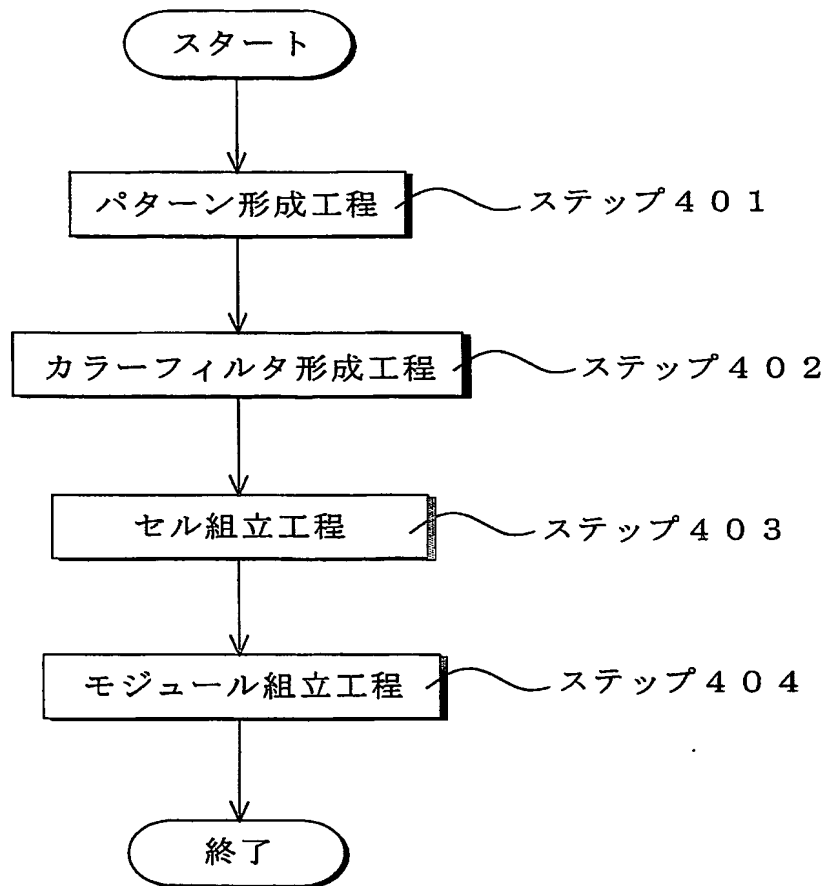 スタート
パターン形成工程
ステップ４０１
カラーフィルタ形成工程
ステップ４０２
セル組立工程
ステップ４０３
モジュール組立工程
ステップ４０４
終了